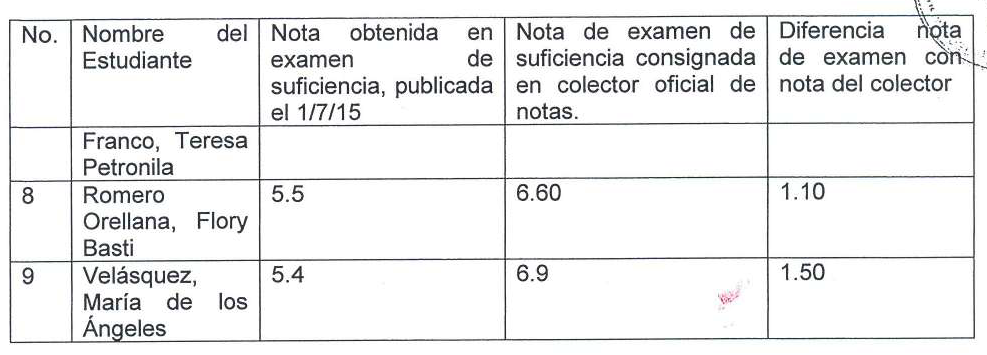 No. Nombre del Estudiante Nota obtenida en examen de suficiencia, publicada el 1/7/15 Nota de examen de suficiencia consignada en colector oficial de notas. Diferencia nota de examen con nota del colector
Franco, Teresa Petronila
8 Romero Orellana, Flory Basti 5.5 6.60 1.10
9 Velásquez, María de los Ángeles 5.4 6.9 1.50